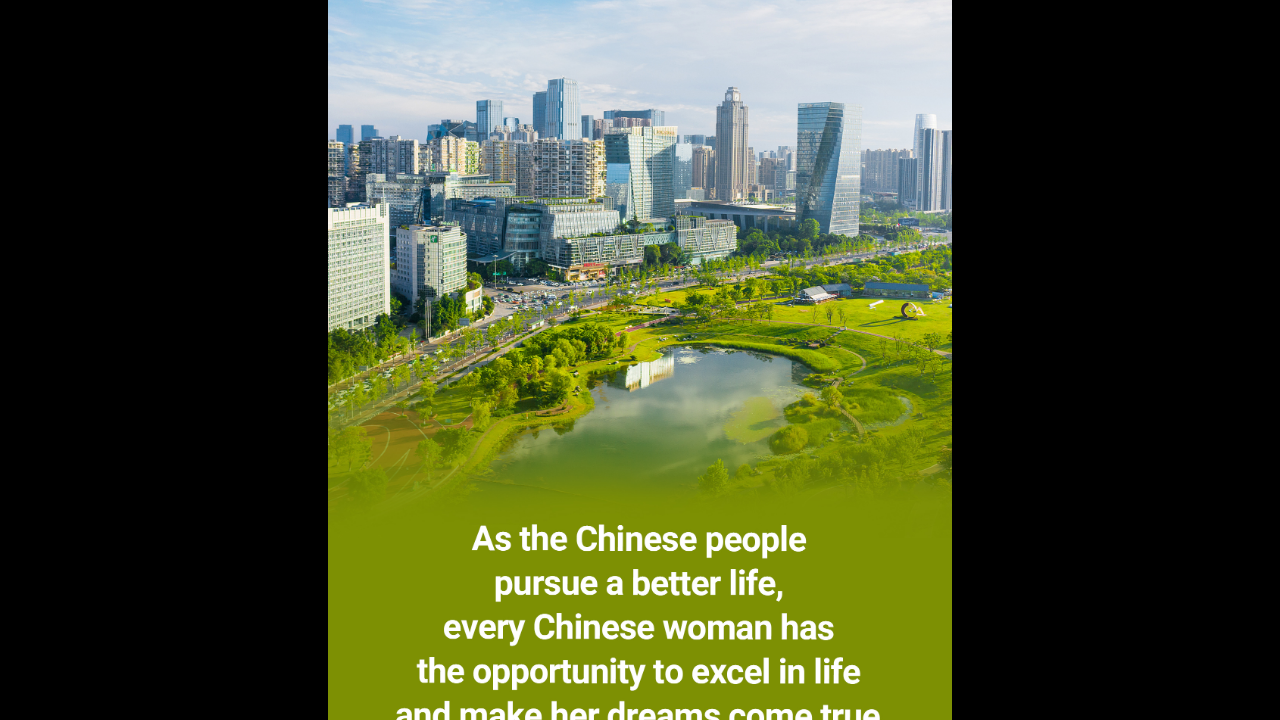 As the Chinese people
pursue a better life,
every Chinese woman has
the opportunity to excel in life
and make her dreams come true